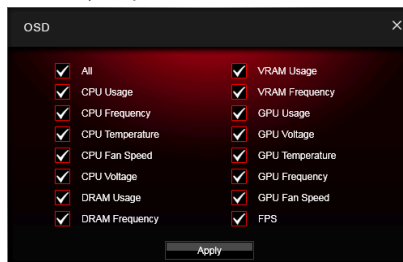 OSD
All
CPU Usage
CPU Frequency
CPU Temperature
CPU Fan Speed
CPU Voltage
DRAM Usage
DRAM Frequency
VRAM Usage
VRAM Frequency
GPU Usage
GPU Voltage
GPU Temperature
GPU Frequency
GPU Fan Speed
FPS
Apply